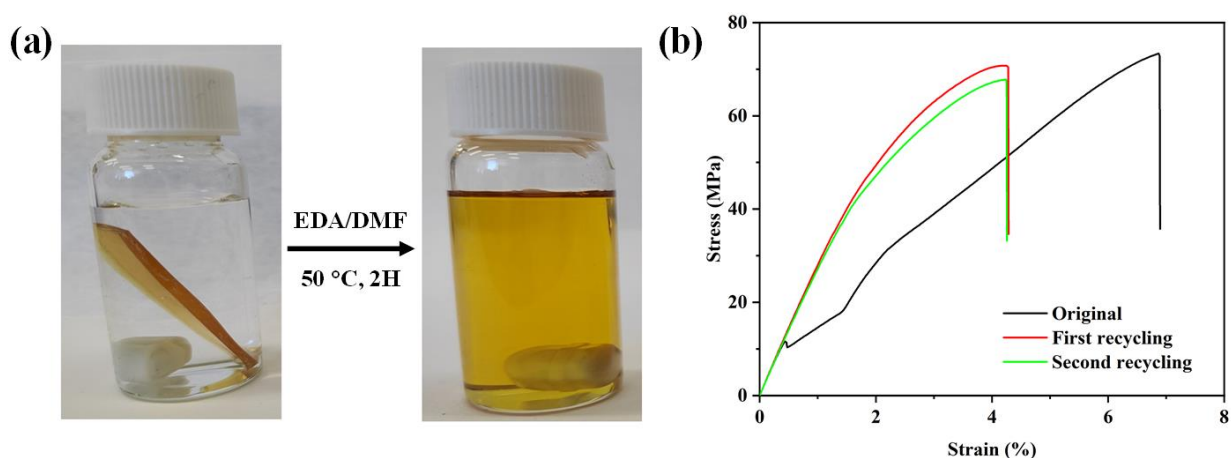 (a)
EDA/DMF
50 °C, 2H
(b)
80
60
40
20
0
Stress (MPa)
Original
First recycling
Second recycling
0 2 4 6 8
Strain (%)